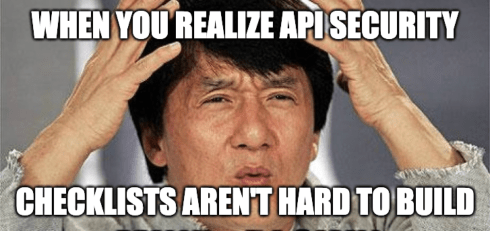 WHEN YOU REALIZE API SECURITY
CHECKLISTS AREN'T HARD TO BUILD